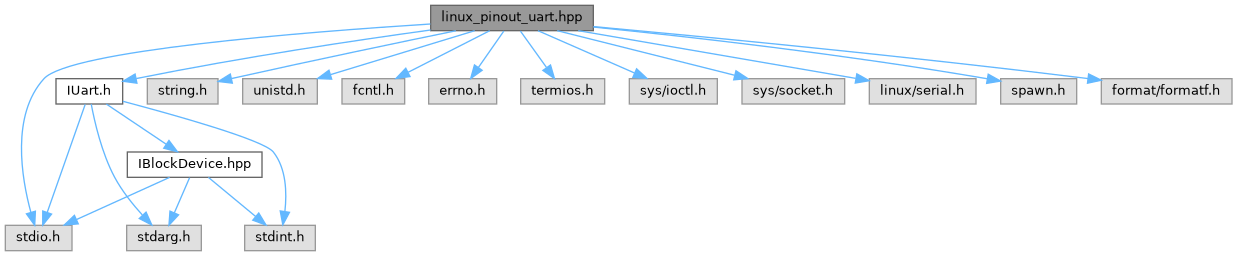 linux_pinout_uart.hpp
IUart.h
string.h
unistd.h
fcntl.h
errno.h
termios.h
sys/ioctl.h
sys/socket.h
linux/serial.h
spawn.h
format/formatf.h
IBlockDevice.hpp
stdio.h
stdarg.h
stdint.h